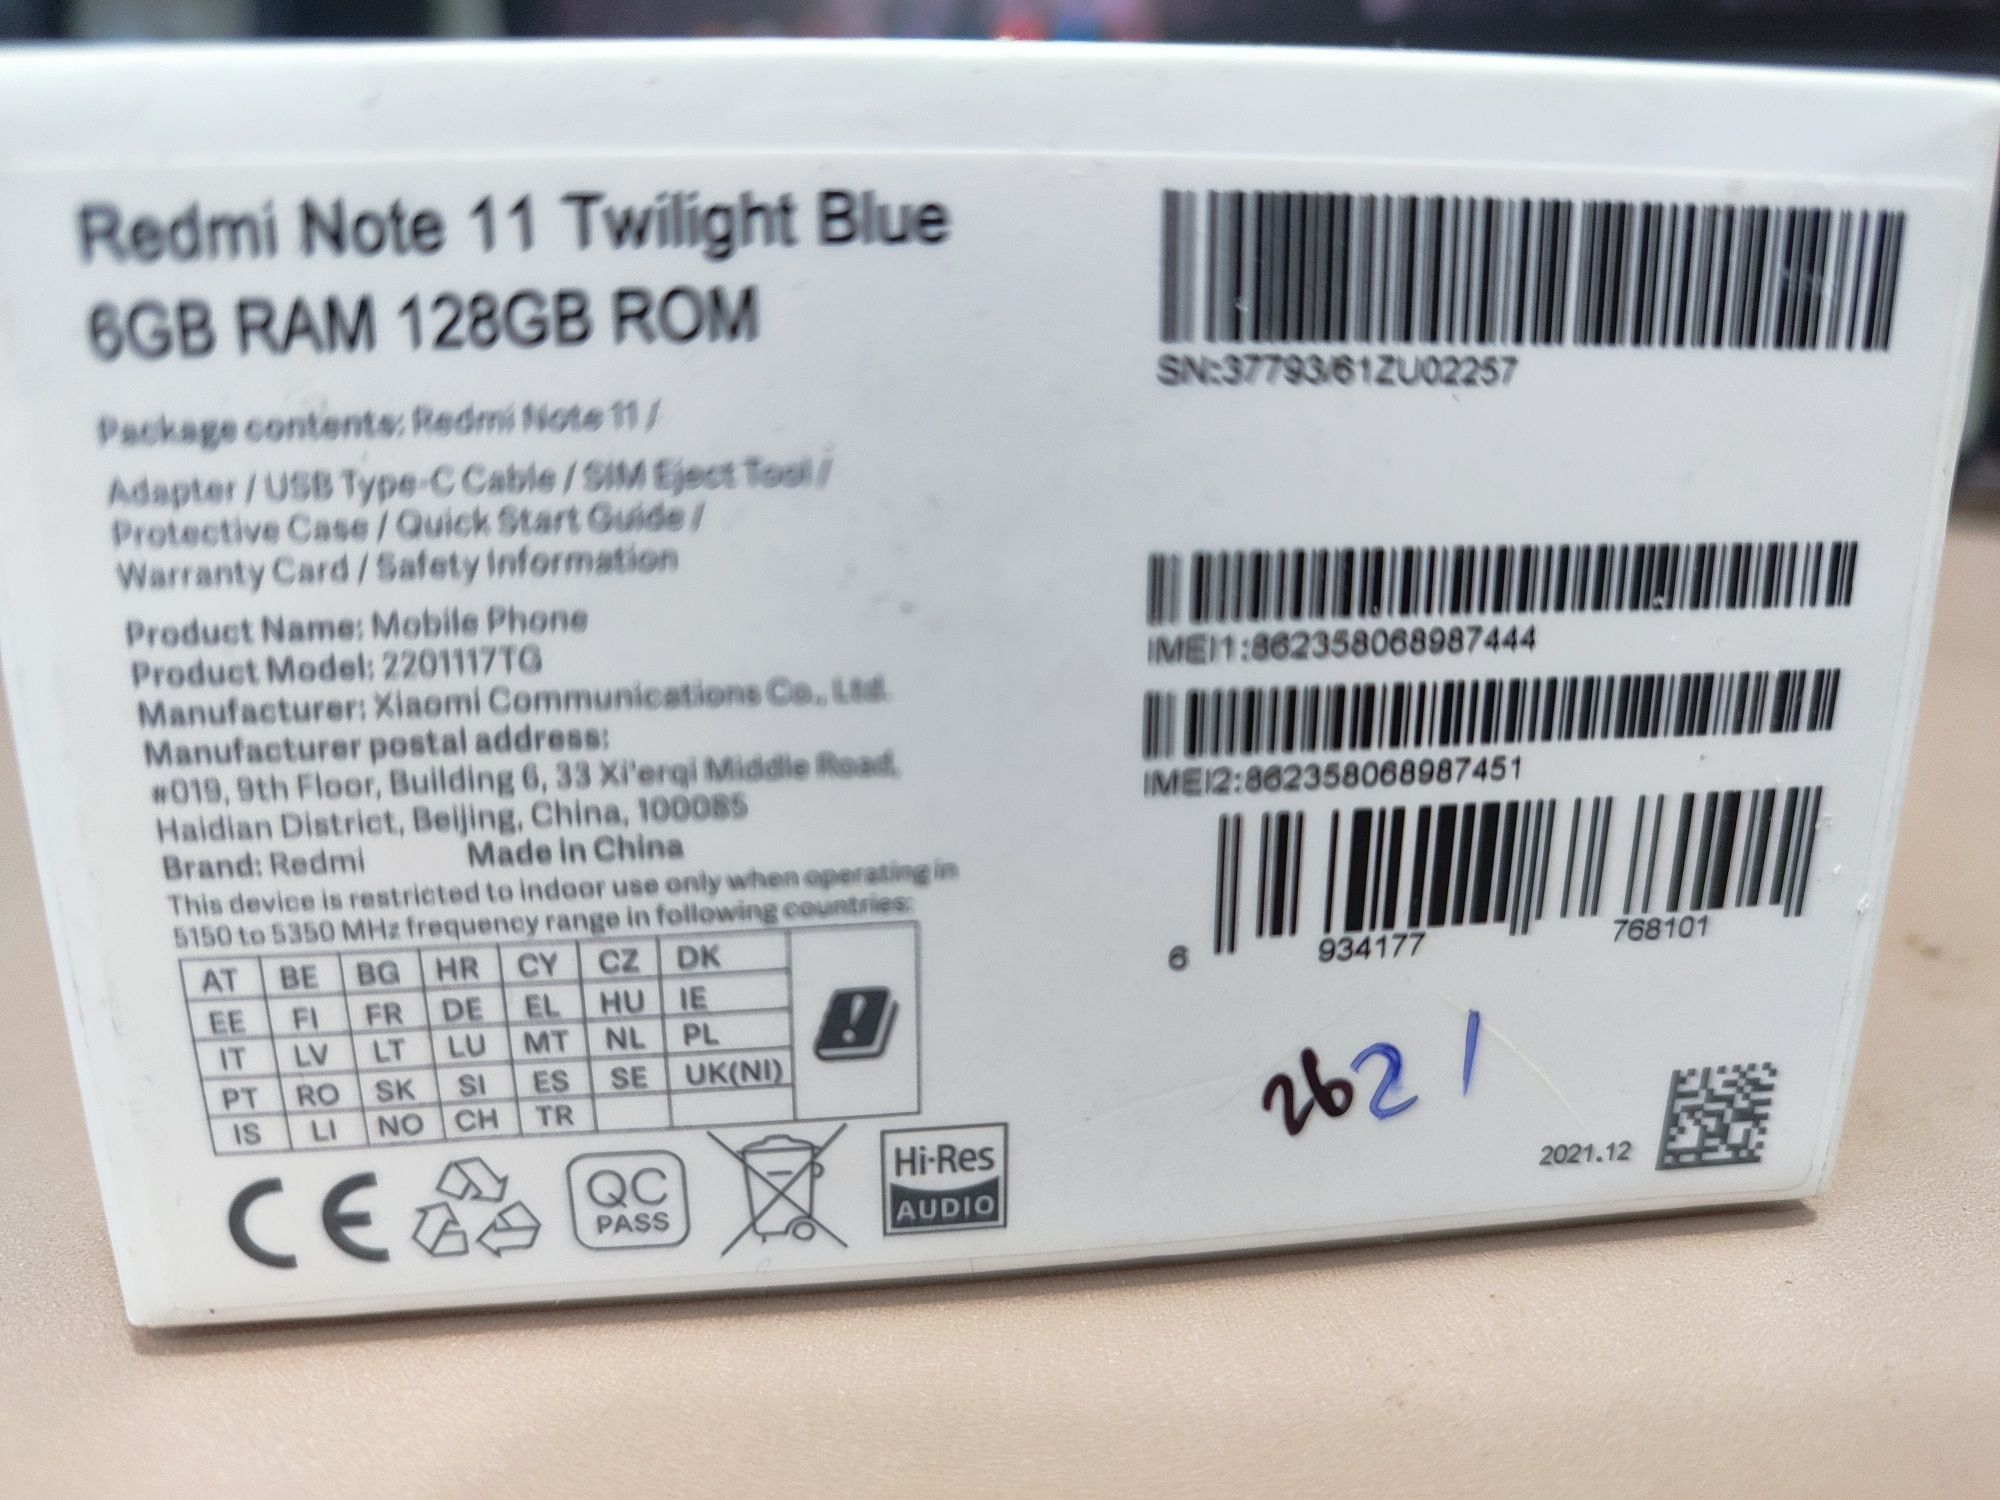 Redmi Note 11 Twilight Blue
6GB RAM 128GB ROM
Package contents: Redmi Note 11 /
Adapter / USB Type-C Cable / SIM Eject Tool /
Protective Case / Quick Start Guide /
Warranty Card / Safety Information
Product Name: Mobile Phone
Product Model: 2201117TG
Manufacturer: Xiaomi Communications Co., Ltd.
Manufacturer postal address:
#019, 9th Floor, Building 6, 33 Xi'erqi Middle Road,
Haidian District, Beijing, China, 100085
Brand: Redmi Made in China
This device is restricted to indoor use only when operating in
5150 to 5350 MHz frequency range in following countries:
AT BE BG HR CY CZ DK
EE FI FR DE EL HU IE
IT LV LT LU MT NL PL
PT RO SK SI ES SE UK(NI)
IS LI NO CH TR
CE
QC
PASS
Hi-Res
AUDIO
SN:37793/61ZU02257
IMEI1:862358068987444
IMEI2:862358068987451
6 934177 768101
2621
2021.12